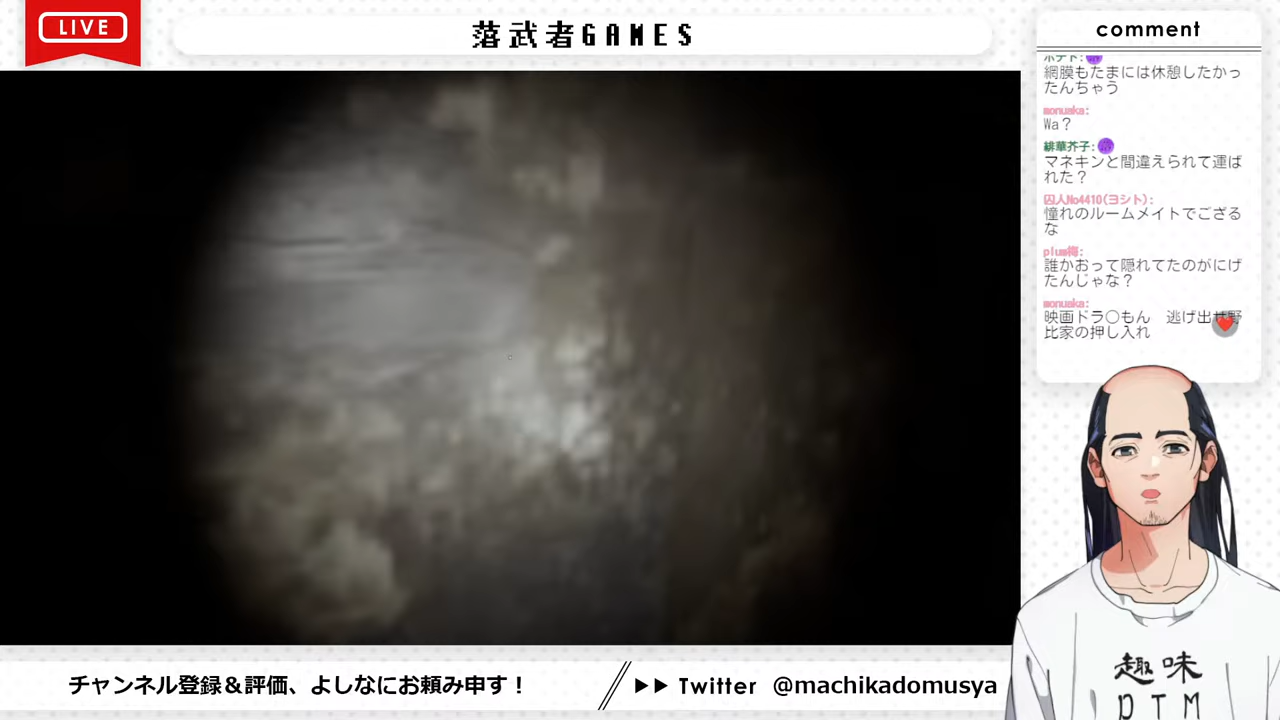 LIVE
落武者GAMES
comment
ポテト:
網膜もたまには休憩したかっ
たんちゃう
monuaka:
Wa？
緋華芥子:
マネキンと間違えられて運ば
れた？
囚人No4410(ヨシト):
憧れのルームメイトでござる
な
plum梅:
誰かおって隠れてたのがにげ
たんじゃな？
monuaka:
映画ドラ○もん　逃げ出せ野
比家の押し入れ
趣味
DTM
チャンネル登録＆評価、よしなにお頼み申す！
▶▶ Twitter @machikadomusya